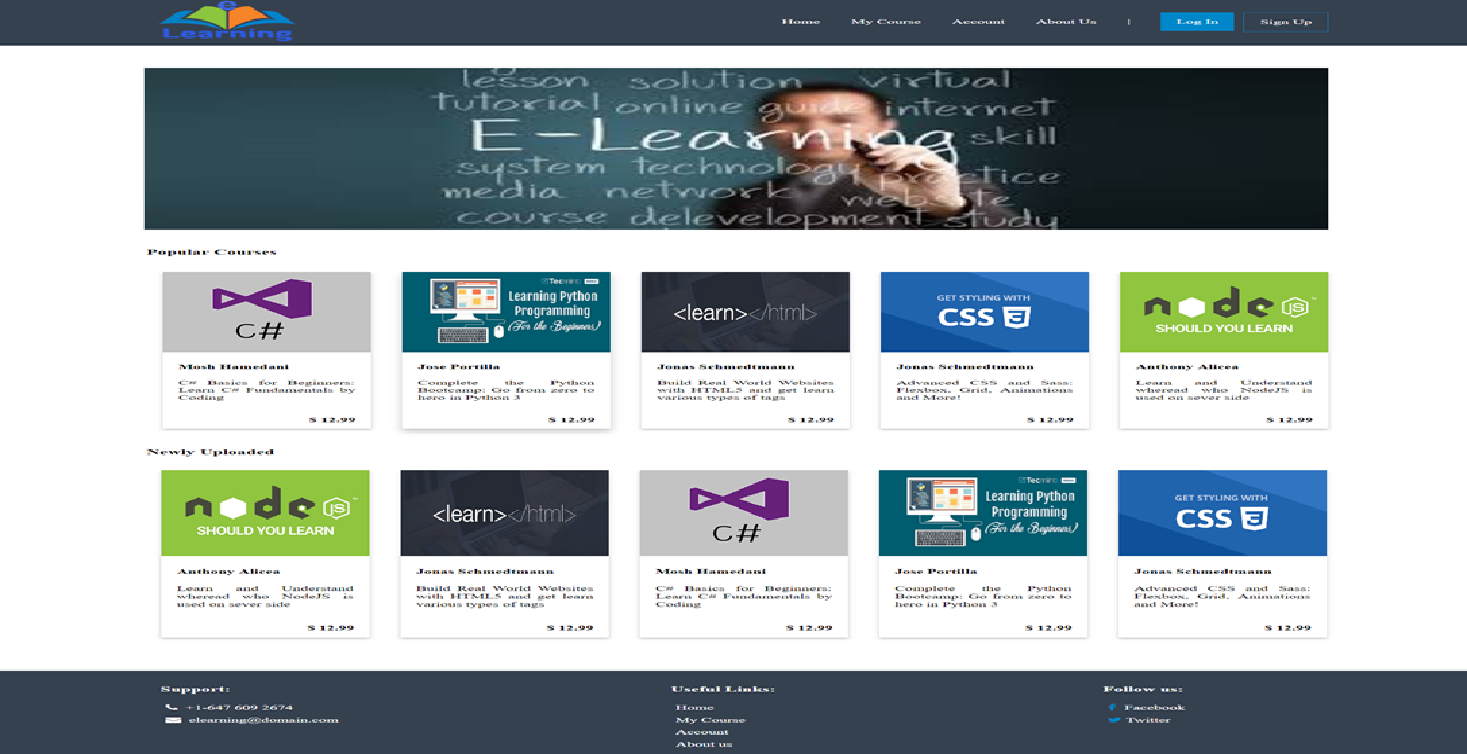 e
Learning
Home My Course Account About Us | Log In Sign Up
lesson solution virtual
tutorial online guide internet
E-Learning skill
system technology practice
media network website
course delevelopment study
Popular Courses
C#
Mosh Hamedani
C# Basics for Beginners:
Learn C# Fundamentals by
Coding
$ 12.99
Tecmint
Learning Python
Programming
(For the Beginners)
Jose Portilla
Complete the Python
Bootcamp: Go from zero to
hero in Python 3
$ 12.99
<learn></html>
Jonas Schmedtmann
Build Real World Websites
with HTML5 and get learn
various types of tags
$ 12.99
GET STYLING WITH
CSS 3
Jonas Schmedtmann
Advanced CSS and Sass:
Flexbox, Grid, Animations
and More!
$ 12.99
node JS
SHOULD YOU LEARN
Anthony Alicea
Learn and Understand
wheread who NodeJS is
used on sever side
$ 12.99
Newly Uploaded
node JS
SHOULD YOU LEARN
Anthony Alicea
Learn and Understand
wheread who NodeJS is
used on sever side
$ 12.99
<learn></html>
Jonas Schmedtmann
Build Real World Websites
with HTML5 and get learn
various types of tags
$ 12.99
C#
Mosh Hamedani
C# Basics for Beginners:
Learn C# Fundamentals by
Coding
$ 12.99
Tecmint
Learning Python
Programming
(For the Beginners)
Jose Portilla
Complete the Python
Bootcamp: Go from zero to
hero in Python 3
$ 12.99
GET STYLING WITH
CSS 3
Jonas Schmedtmann
Advanced CSS and Sass:
Flexbox, Grid, Animations
and More!
$ 12.99
Support:
+1-647 609 2674
elearning@domain.com
Useful Links:
Home
My Course
Account
About us
Follow us:
Facebook
Twitter